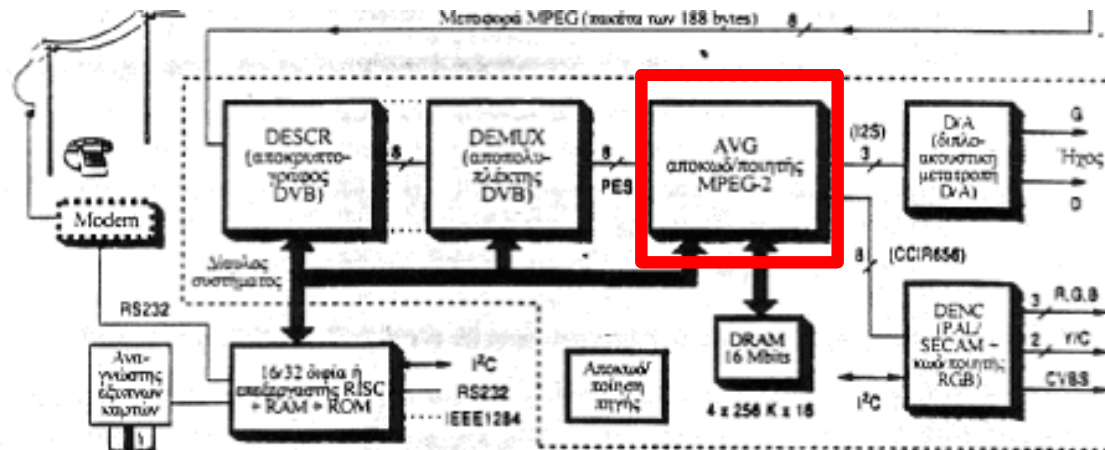 Μεταφορά MPEG (πακέτα των 188 bytes)
8
DESCR
(αποκρυπτο-
γράφος
DVB)
8
DEMUX
(αποπολυ-
πλέκτης
DVB)
8
PES
AVG
αποκωδ/ποιητής
MPEG-2
(I2S)
3
D/A
(διπλο-
ακουστική
μετατροπή
D/A)
G
Ήχος
D
Modem
Δίαυλος
συστήματος
8
(CCIR656)
RS232
DENC
(PAL/
SECAM +
κωδ/ποιητής
RGB)
3
R.G.B
2
Y/C
CVBS
I²C
DRAM
16 Mbits
4 x 256 K x 16
Αποκωδ/
ποίηση
πηγής
16/32 διφία ή
επεξεργαστής RISC
+ RAM + ROM
I²C
RS232
IEEE1284
Ανα-
γνώστης
έξυπνων
καρτών